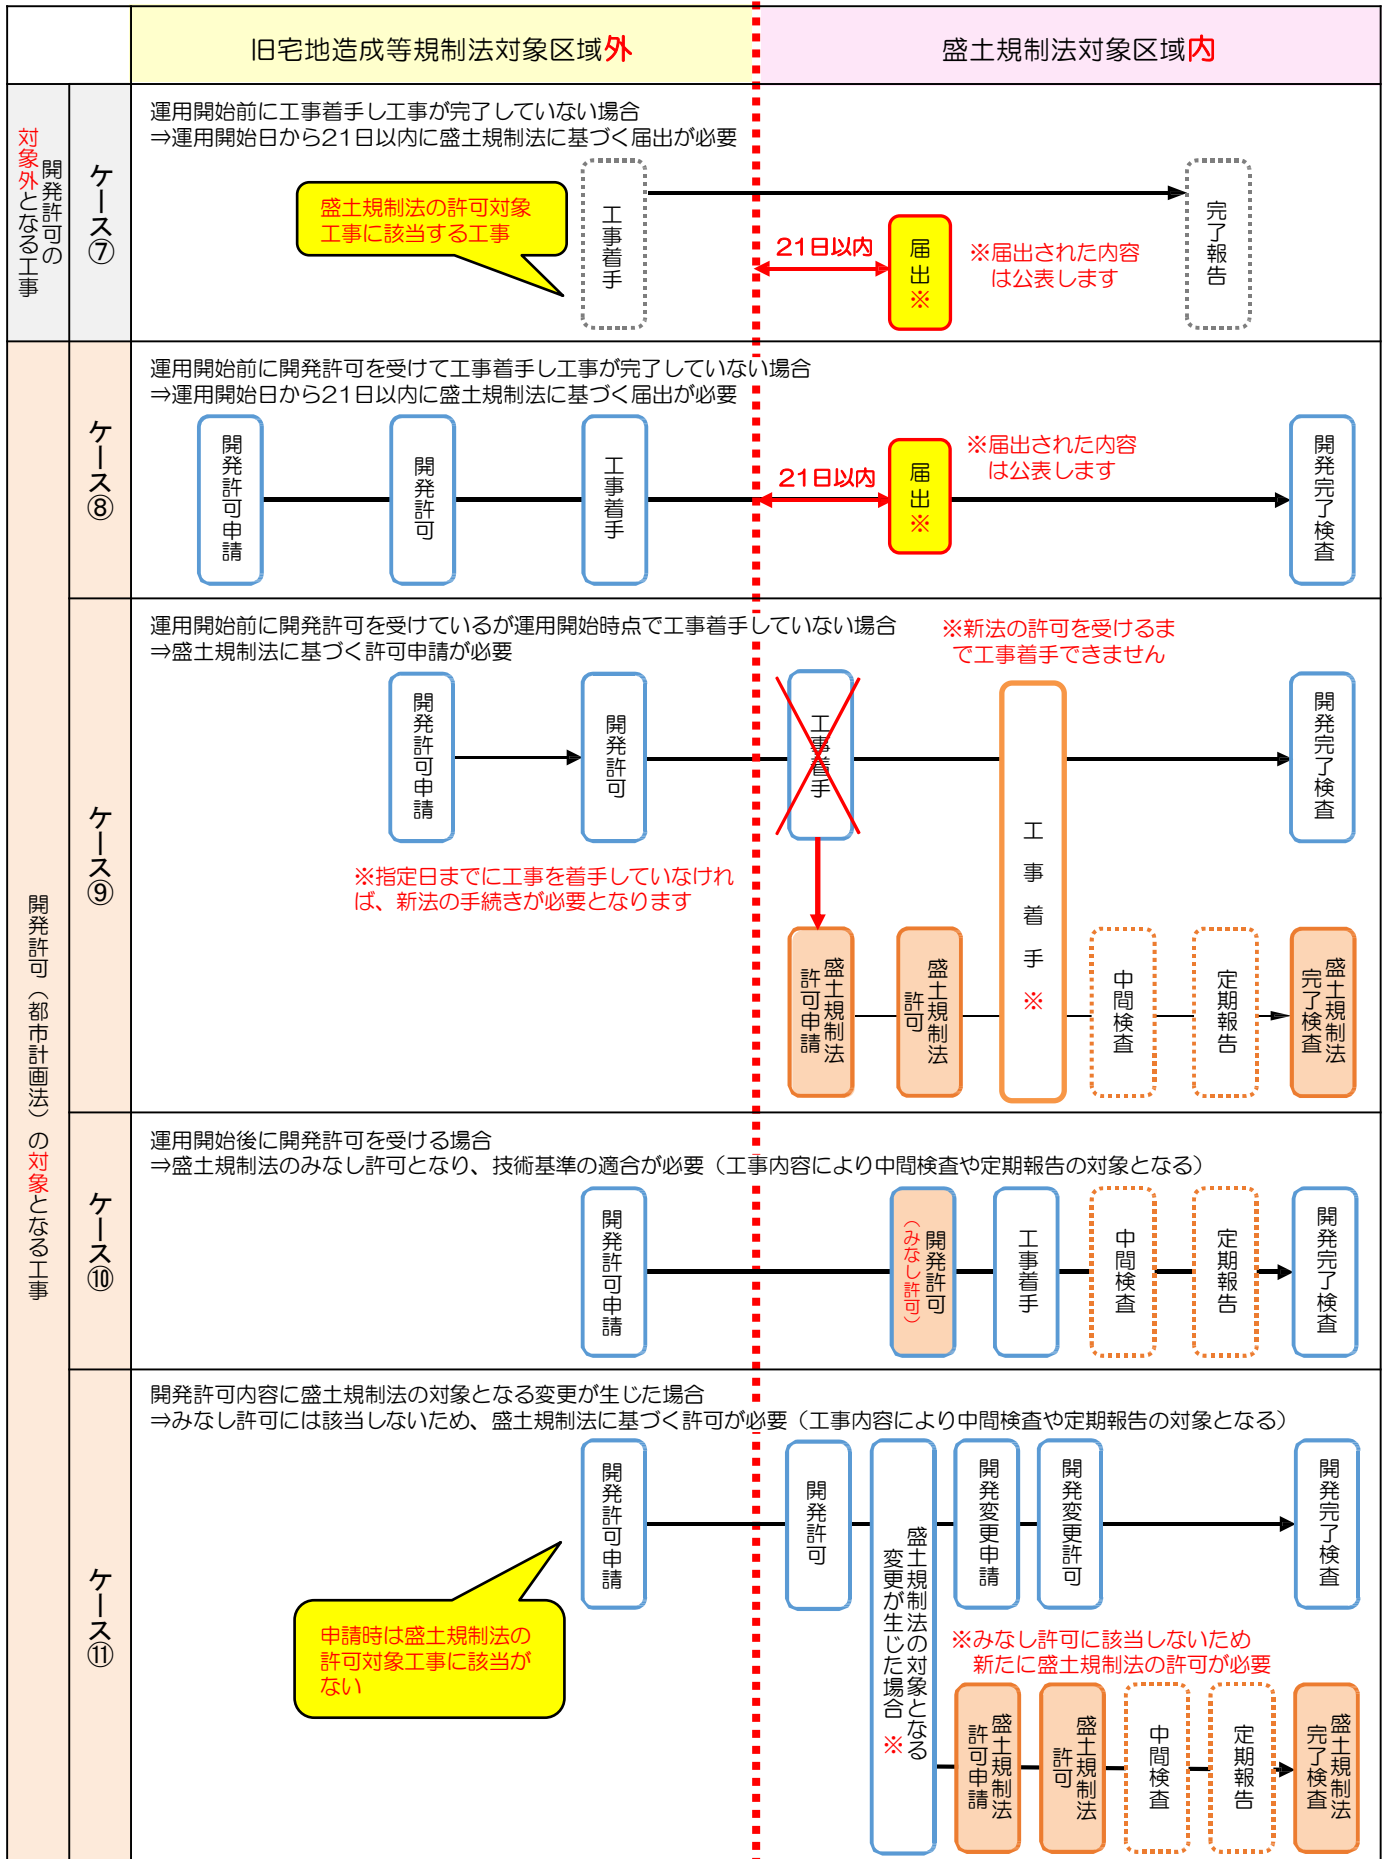 旧宅地造成等規制法対象区域外
盛土規制法対象区域内
開発許可の
対象外となる工事
ケース⑦
運用開始前に工事着手し工事が完了していない場合
⇒運用開始日から21日以内に盛土規制法に基づく届出が必要
盛土規制法の許可対象
工事に該当する工事
工事着手
21日以内
届出※
※届出された内容
は公表します
完了報告
開発許可（都市計画法）の対象となる工事
ケース⑧
運用開始前に開発許可を受けて工事着手し工事が完了していない場合
⇒運用開始日から21日以内に盛土規制法に基づく届出が必要
開発許可申請
開発許可
工事着手
21日以内
届出※
※届出された内容
は公表します
開発完了検査
ケース⑨
運用開始前に開発許可を受けているが運用開始時点で工事着手していない場合
⇒盛土規制法に基づく許可申請が必要
※新法の許可を受けるま
で工事着手できません
開発許可申請
開発許可
工事着手
工事着手※
開発完了検査
※指定日までに工事を着手していなけれ
ば、新法の手続きが必要となります
盛土規制法
許可申請
盛土規制法
許可
中間検査
定期報告
盛土規制法
完了検査
ケース⑩
運用開始後に開発許可を受ける場合
⇒盛土規制法のみなし許可となり、技術基準の適合が必要（工事内容により中間検査や定期報告の対象となる）
開発許可申請
開発許可
（みなし許可）
工事着手
中間検査
定期報告
開発完了検査
ケース⑪
開発許可内容に盛土規制法の対象となる変更が生じた場合
⇒みなし許可には該当しないため、盛土規制法に基づく許可が必要（工事内容により中間検査や定期報告の対象となる）
開発許可申請
申請時は盛土規制法の
許可対象工事に該当が
ない
開発許可
盛土規制法の対象となる
変更が生じた場合※
開発変更申請
開発変更許可
開発完了検査
※みなし許可に該当しないため
新たに盛土規制法の許可が必要
盛土規制法
許可申請
盛土規制法
許可
中間検査
定期報告
盛土規制法
完了検査